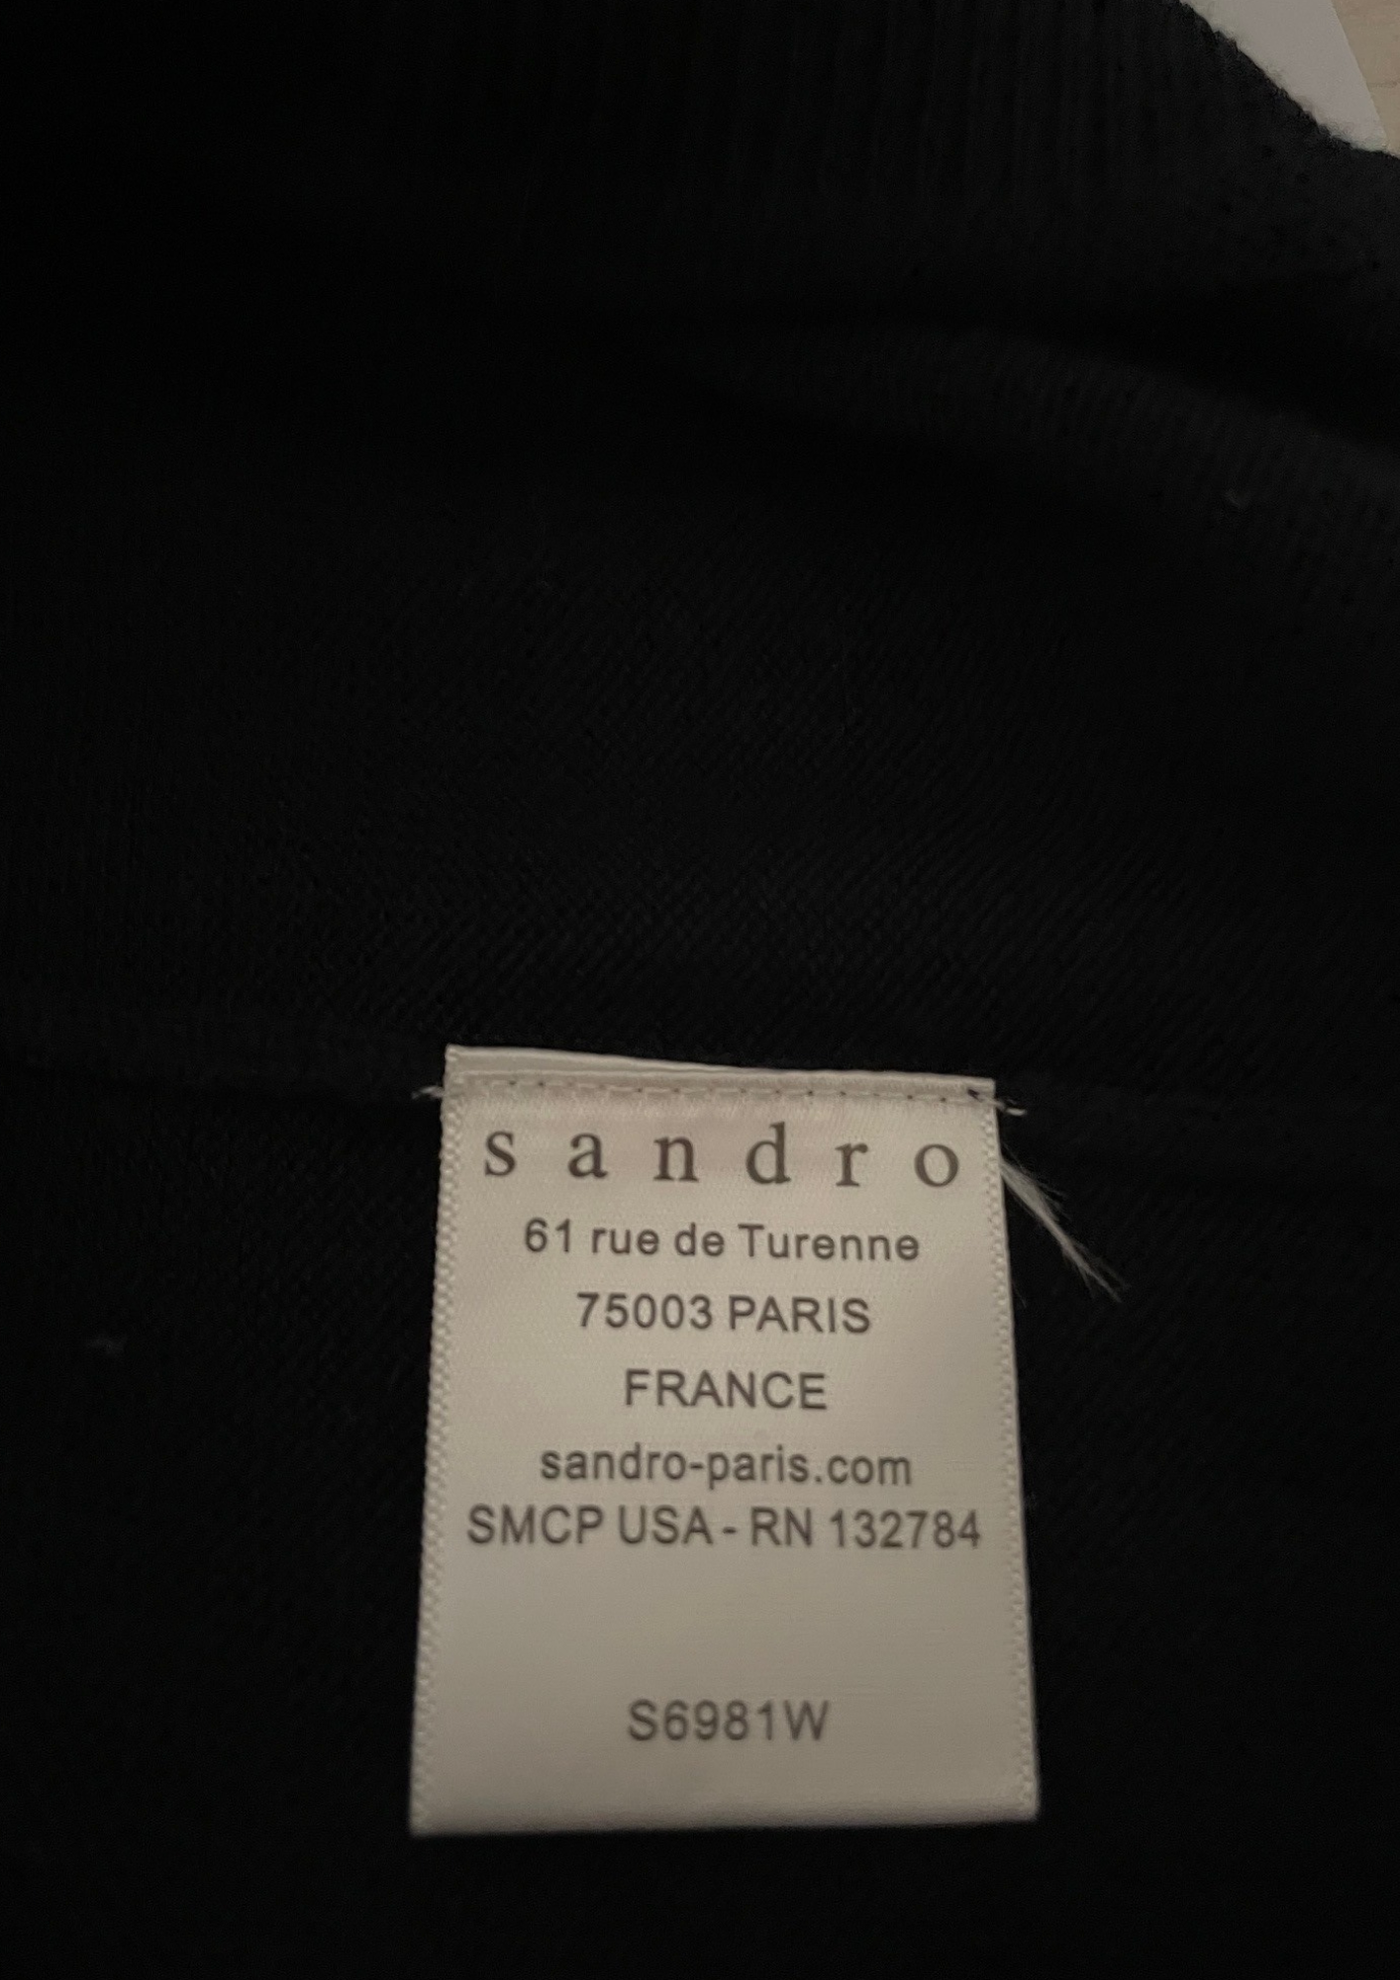 sandro
61 rue de Turenne
75003 PARIS
FRANCE
sandro-paris.com
SMCP USA - RN 132784
S6981W